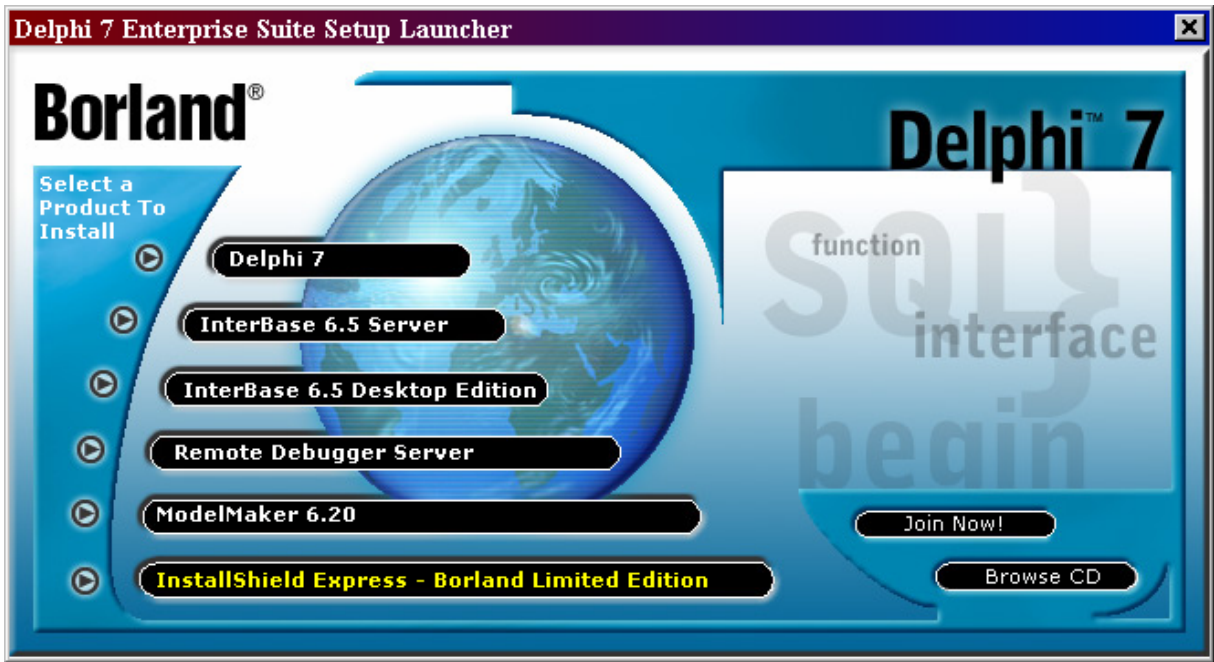 Delphi 7 Enterprise Suite Setup Launcher
Borland®
Delphi™ 7
Select a
Product To
Install
Delphi 7
InterBase 6.5 Server
InterBase 6.5 Desktop Edition
Remote Debugger Server
ModelMaker 6.20
InstallShield Express - Borland Limited Edition
SQL}
function
interface
begin
Join Now!
Browse CD